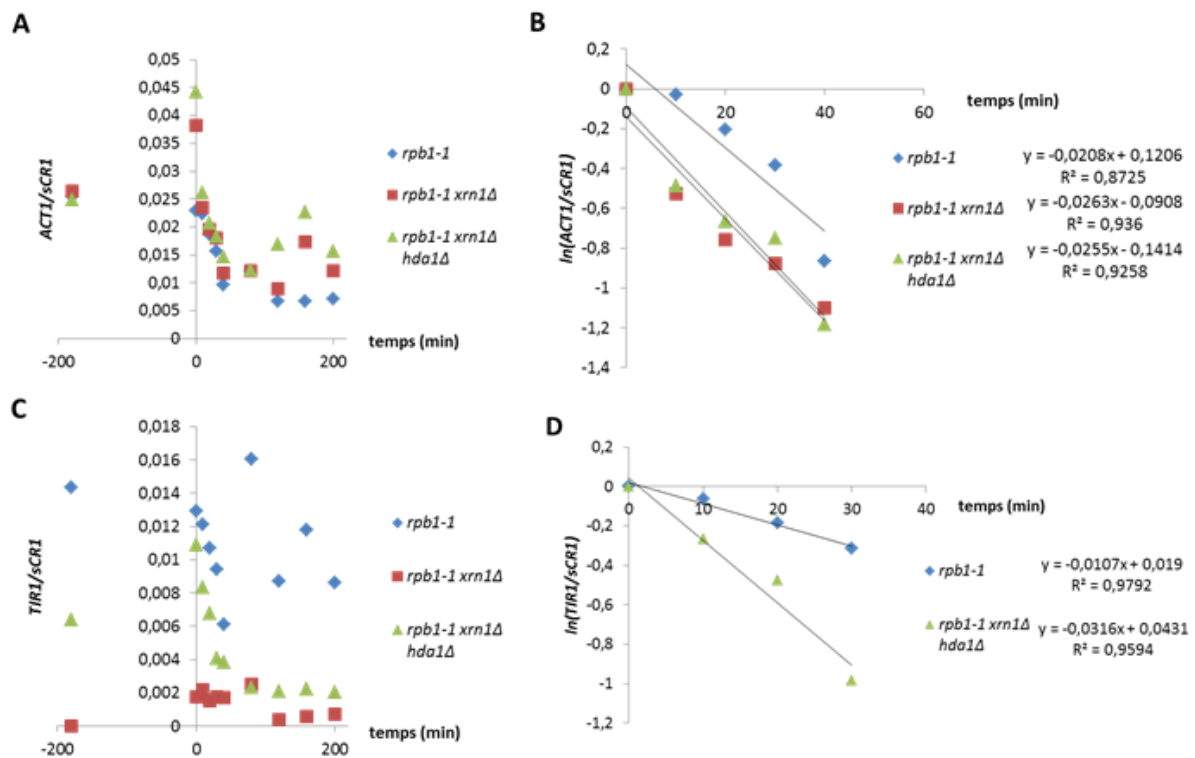 A
0,05
0,045
0,04
0,035
0,03
0,025
0,02
0,015
0,01
0,005
0
-200
0
200
ACT1/sCR1
temps (min)
rpb1-1
rpb1-1 xrn1Δ
rpb1-1 xrn1Δ
hda1Δ
B
0,2
0
-0,2
-0,4
-0,6
-0,8
-1
-1,2
-1,4
0
20
40
60
ln(ACT1/sCR1)
temps (min)
rpb1-1
y = -0,0208x + 0,1206
R² = 0,8725
rpb1-1 xrn1Δ
y = -0,0263x - 0,0908
R² = 0,936
rpb1-1 xrn1Δ
hda1Δ
y = -0,0255x - 0,1414
R² = 0,9258
C
0,018
0,016
0,014
0,012
0,01
0,008
0,006
0,004
0,002
0
-200
0
200
TIR1/sCR1
temps (min)
rpb1-1
rpb1-1 xrn1Δ
rpb1-1 xrn1Δ
hda1Δ
D
0,2
0
-0,2
-0,4
-0,6
-0,8
-1
-1,2
0
10
20
30
40
ln(TIR1/sCR1)
temps (min)
rpb1-1
y = -0,0107x + 0,019
R² = 0,9792
rpb1-1 xrn1Δ
hda1Δ
y = -0,0316x + 0,0431
R² = 0,9594